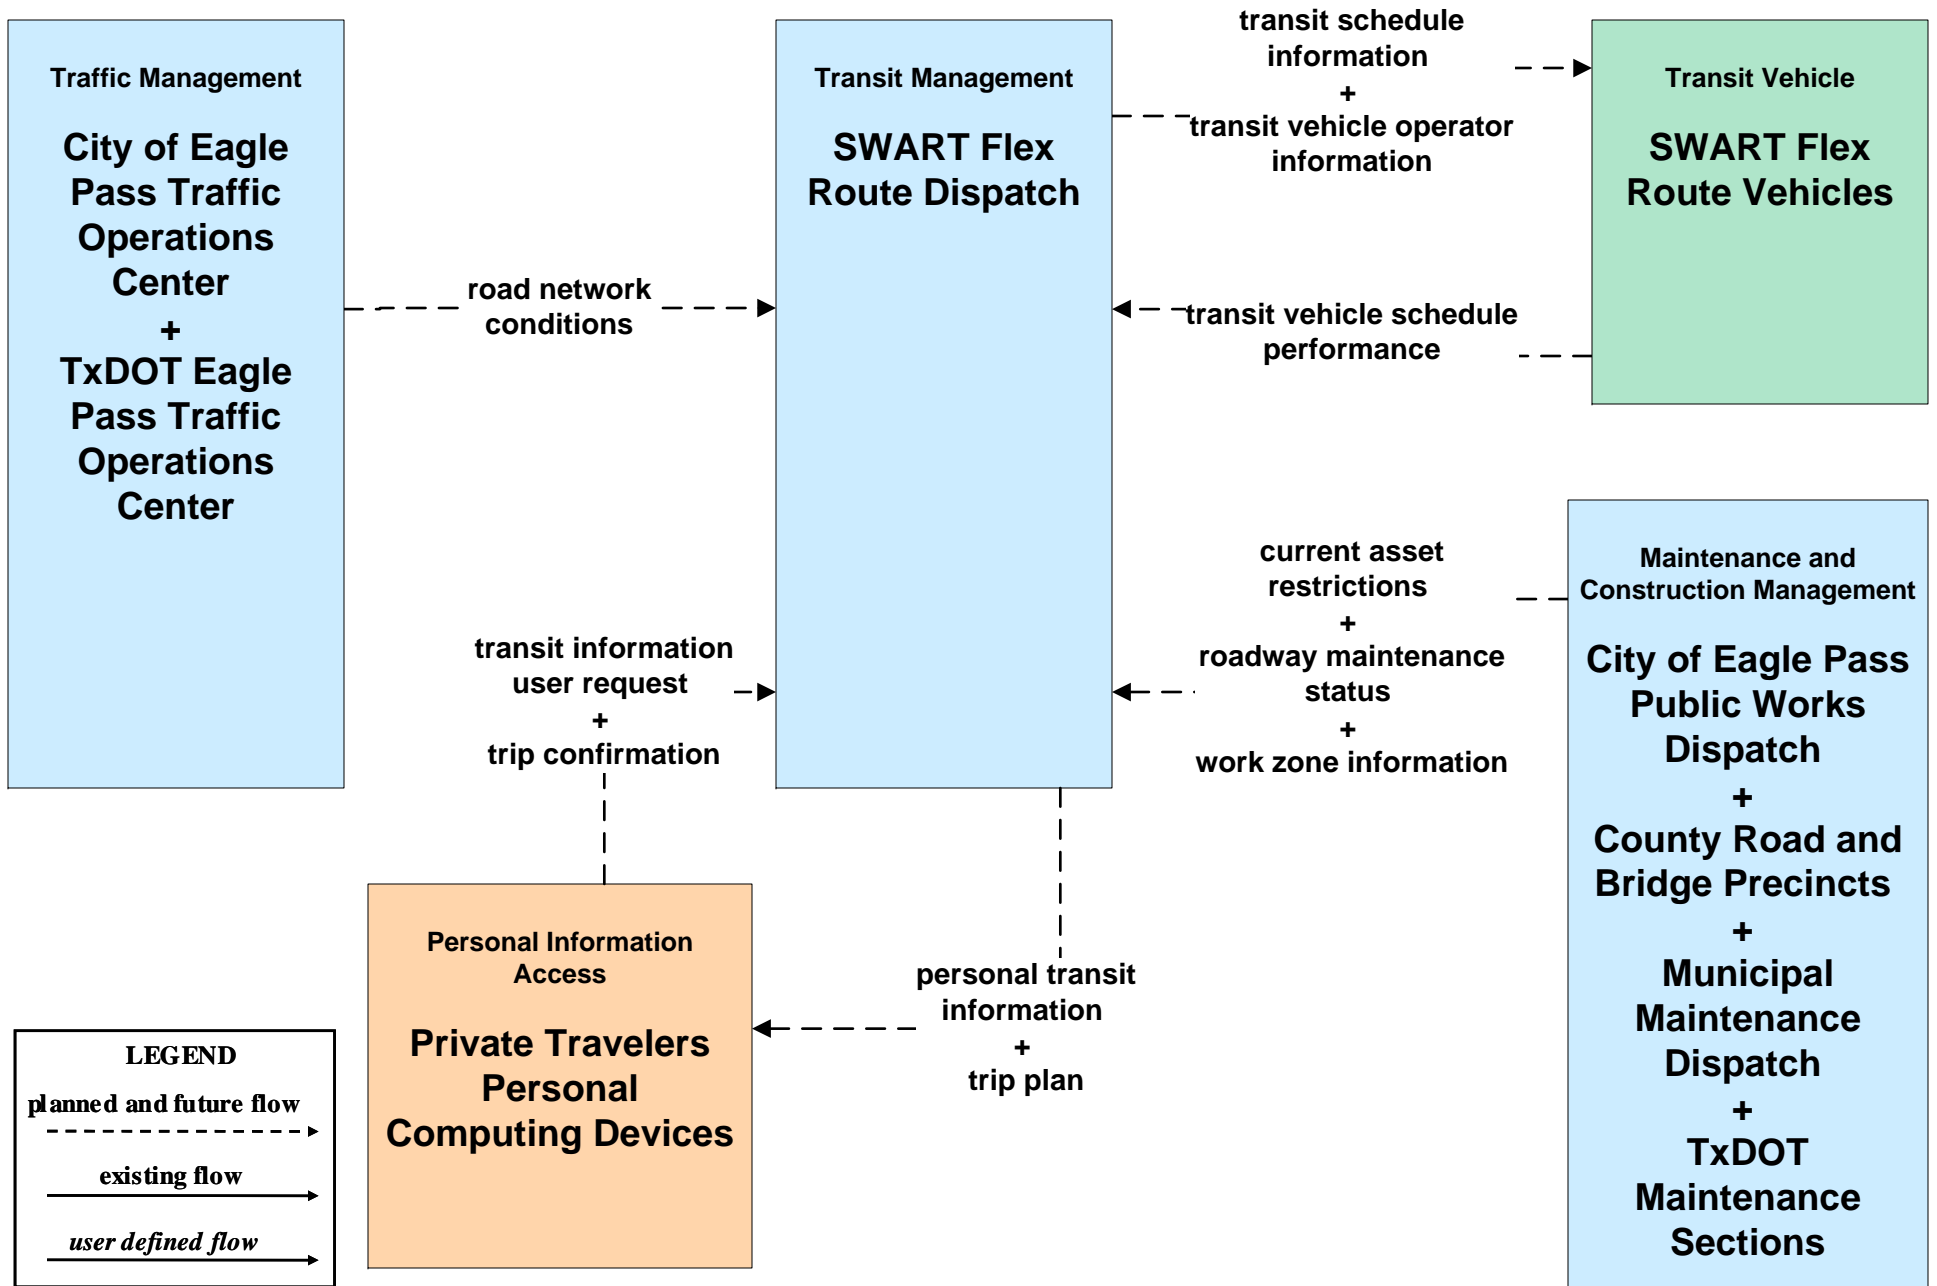 Traffic Management
City of Eagle
Pass Traffic
Operations
Center
+
TxDOT Eagle
Pass Traffic
Operations
Center
road network
conditions
Transit Management
SWART Flex
Route Dispatch
transit schedule
information
+
transit vehicle operator
information
Transit Vehicle
SWART Flex
Route Vehicles
transit vehicle schedule
performance
current asset
restrictions
+
roadway maintenance
status
+
work zone information
Maintenance and
Construction Management
City of Eagle Pass
Public Works
Dispatch
+
County Road and
Bridge Precincts
+
Municipal
Maintenance
Dispatch
+
TxDOT
Maintenance
Sections
transit information
user request
+
trip confirmation
Personal Information
Access
Private Travelers
Personal
Computing Devices
personal transit
information
+
trip plan
LEGEND
planned and future flow
existing flow
user defined flow